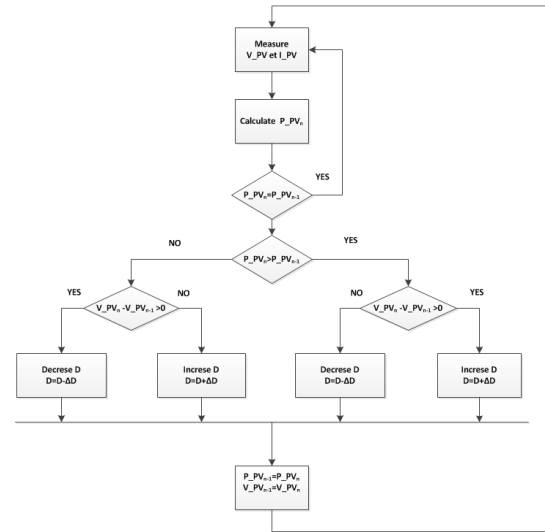 Measure
V_PV et I_PV
Calculate P_PVn
YES
P_PVn=P_PVn-1
NO
YES
P_PVn>P_PVn-1
YES
NO
NO
YES
V_PVn -V_PVn-1 >0
V_PVn -V_PVn-1 >0
Decrese D
D=D-ΔD
Increse D
D=D+ΔD
Decrese D
D=D-ΔD
Increse D
D=D+ΔD
P_PVn-1=P_PVn
V_PVn-1=V_PVn